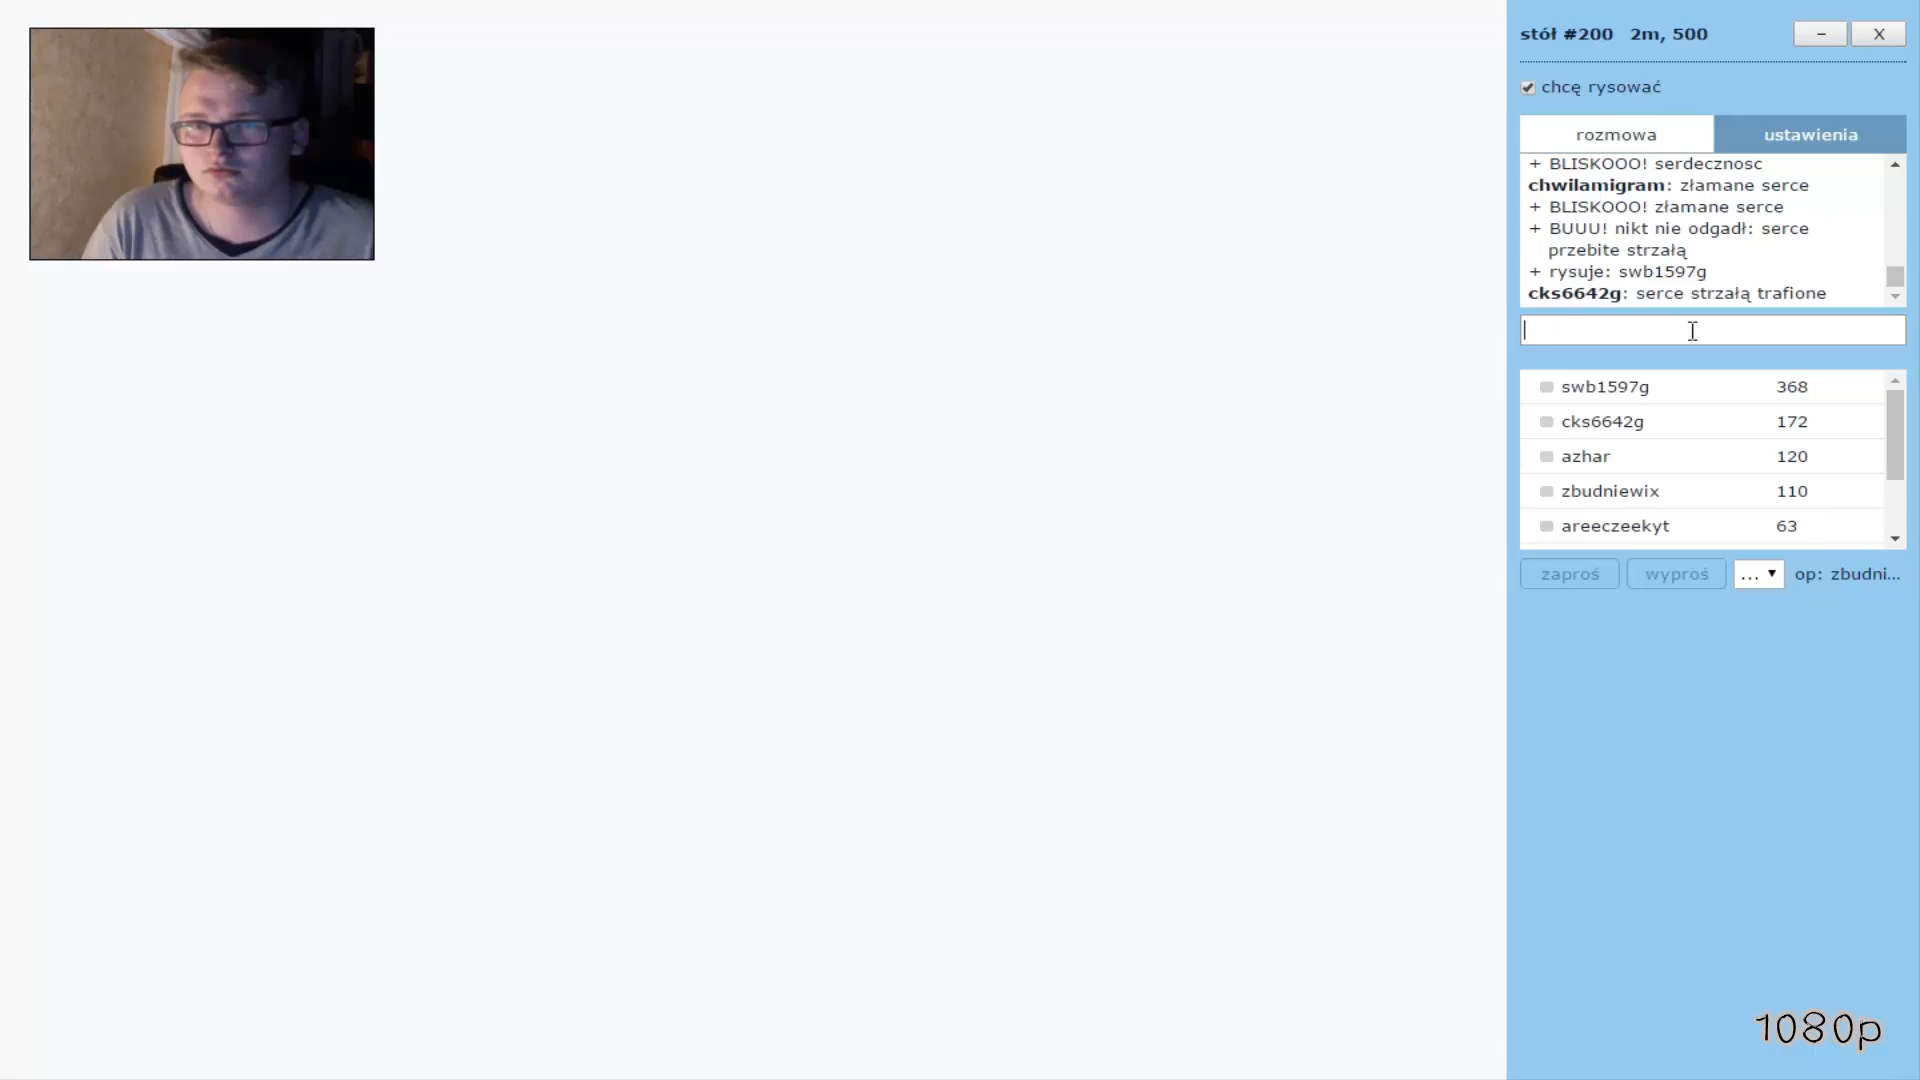 stół #200 2m, 500
– X
chcę rysować
rozmowa ustawienia
+ BLISKOOO! serdecznosc
chwilamigram: złamane serce
+ BLISKOOO! złamane serce
+ BUUU! nikt nie odgadł: serce
przebite strzałą
+ rysuje: swb1597g
cks6642g: serce strzałą trafione
swb1597g 368
cks6642g 172
azhar 120
zbudniewix 110
areeczeekyt 63
zaproś wyproś ... op: zbudni...
1080p